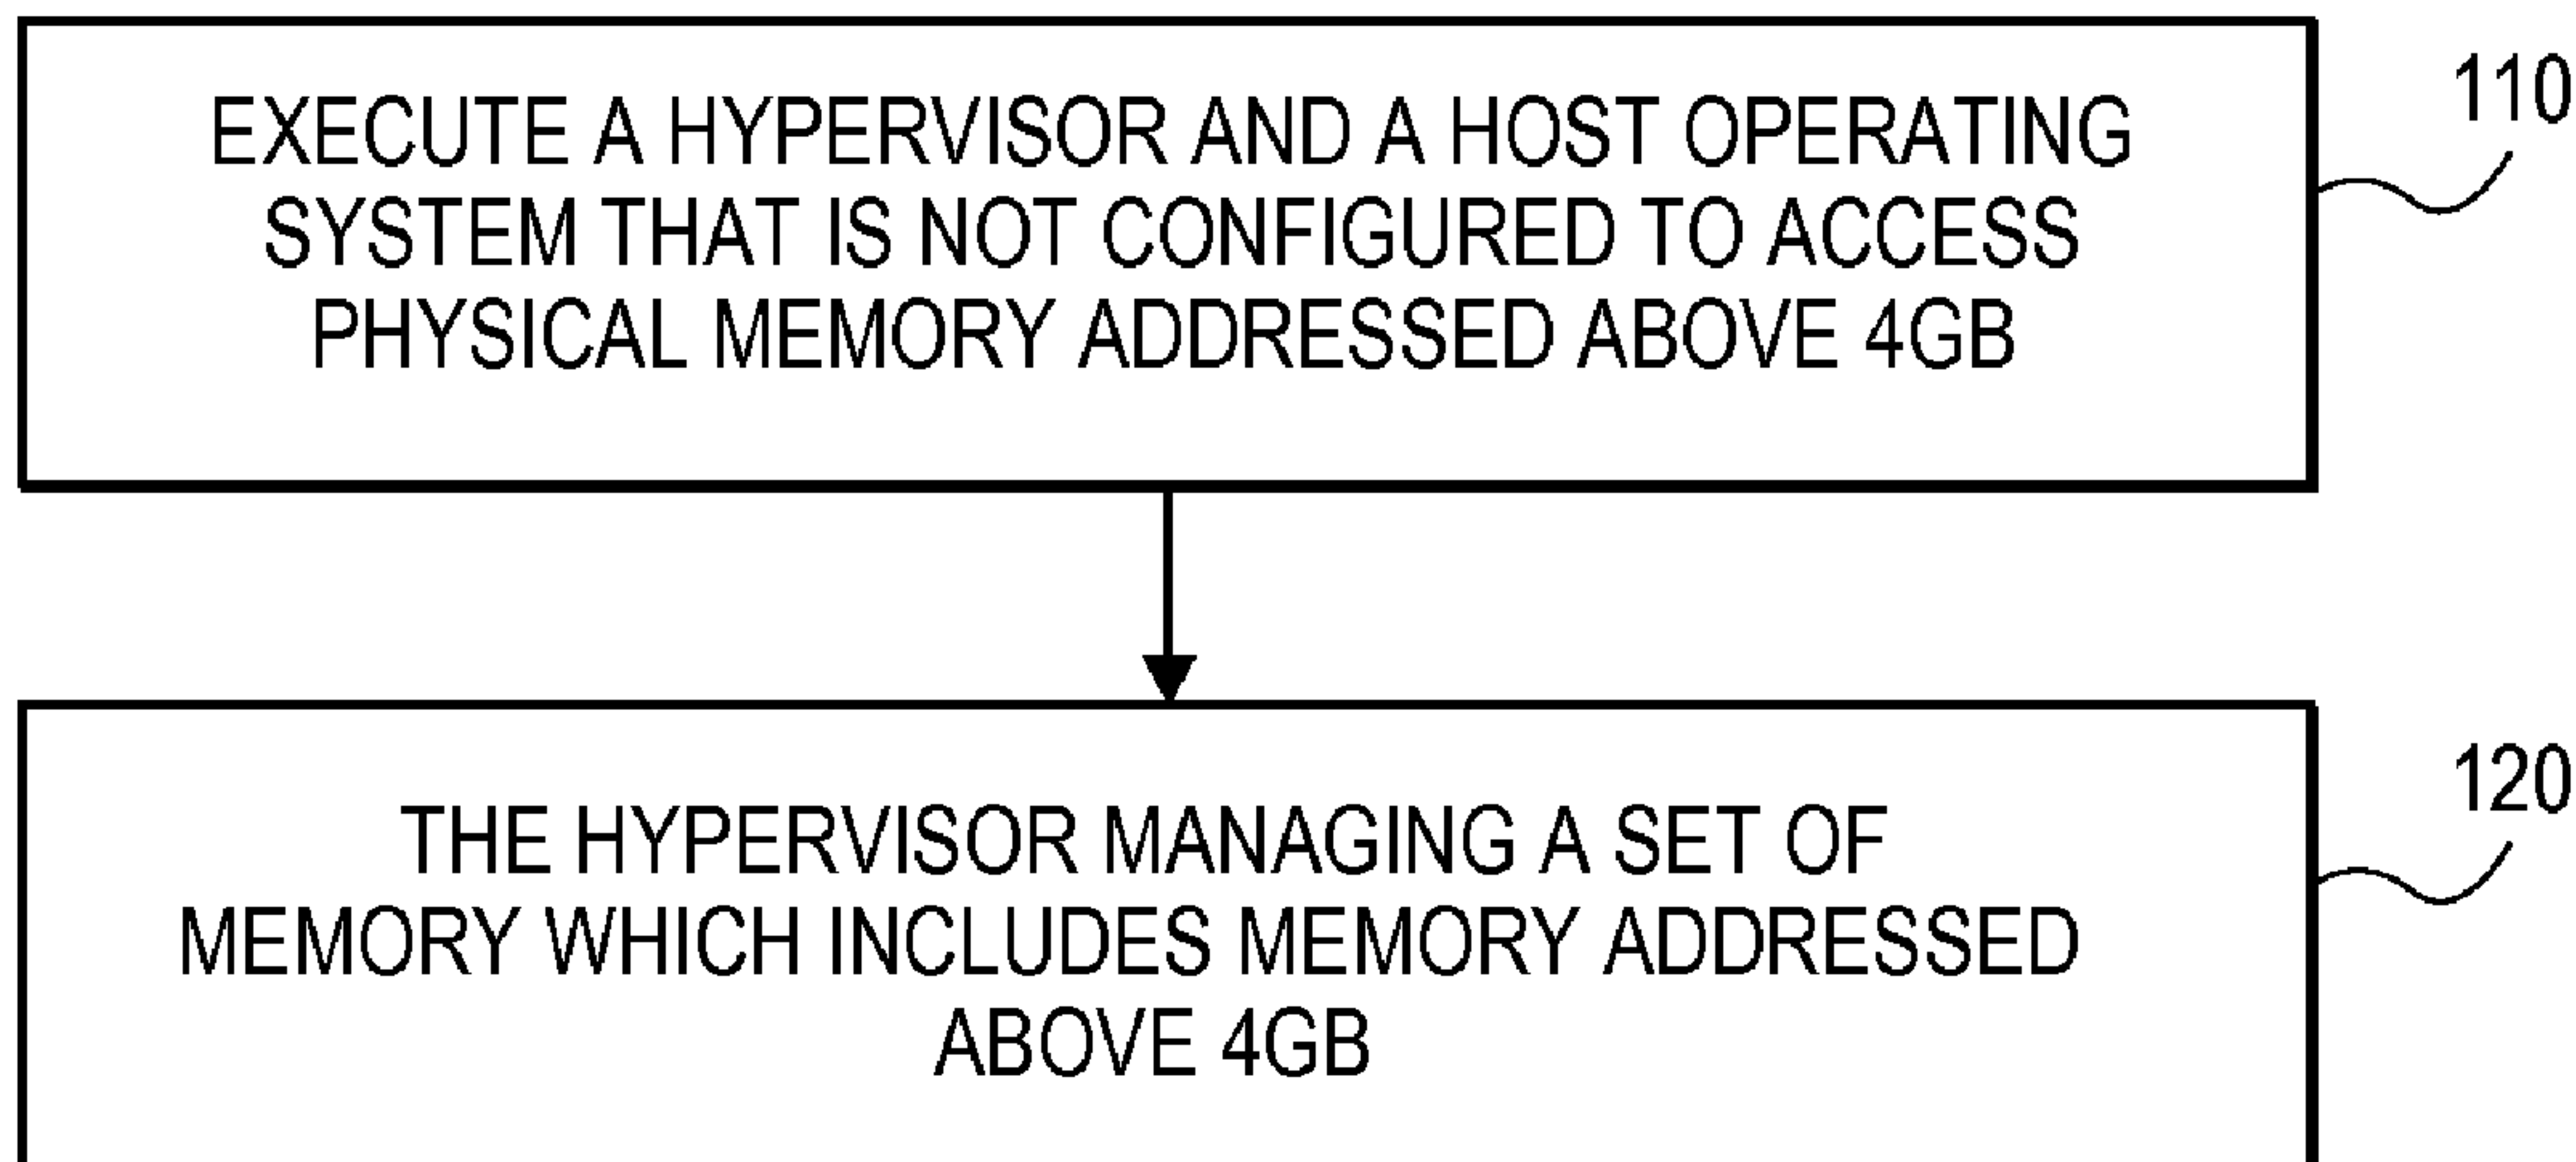 EXECUTE A HYPERVISOR AND A HOST OPERATING
SYSTEM THAT IS NOT CONFIGURED TO ACCESS
PHYSICAL MEMORY ADDRESSED ABOVE 4GB
110
THE HYPERVISOR MANAGING A SET OF
MEMORY WHICH INCLUDES MEMORY ADDRESSED
ABOVE 4GB
120